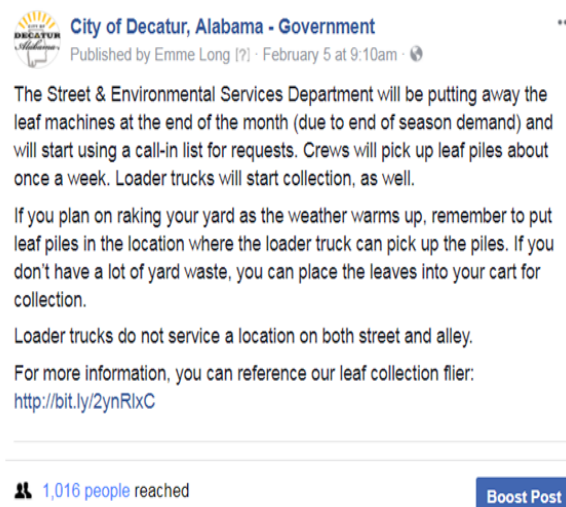 CITY OF
DECATUR
Alabama
City of Decatur, Alabama - Government
Published by Emme Long [?] · February 5 at 9:10am ·
The Street & Environmental Services Department will be putting away the
leaf machines at the end of the month (due to end of season demand) and
will start using a call-in list for requests. Crews will pick up leaf piles about
once a week. Loader trucks will start collection, as well.
If you plan on raking your yard as the weather warms up, remember to put
leaf piles in the location where the loader truck can pick up the piles. If you
don't have a lot of yard waste, you can place the leaves into your cart for
collection.
Loader trucks do not service a location on both street and alley.
For more information, you can reference our leaf collection flier:
http://bit.ly/2ynRlxC
1,016 people reached
Boost Post